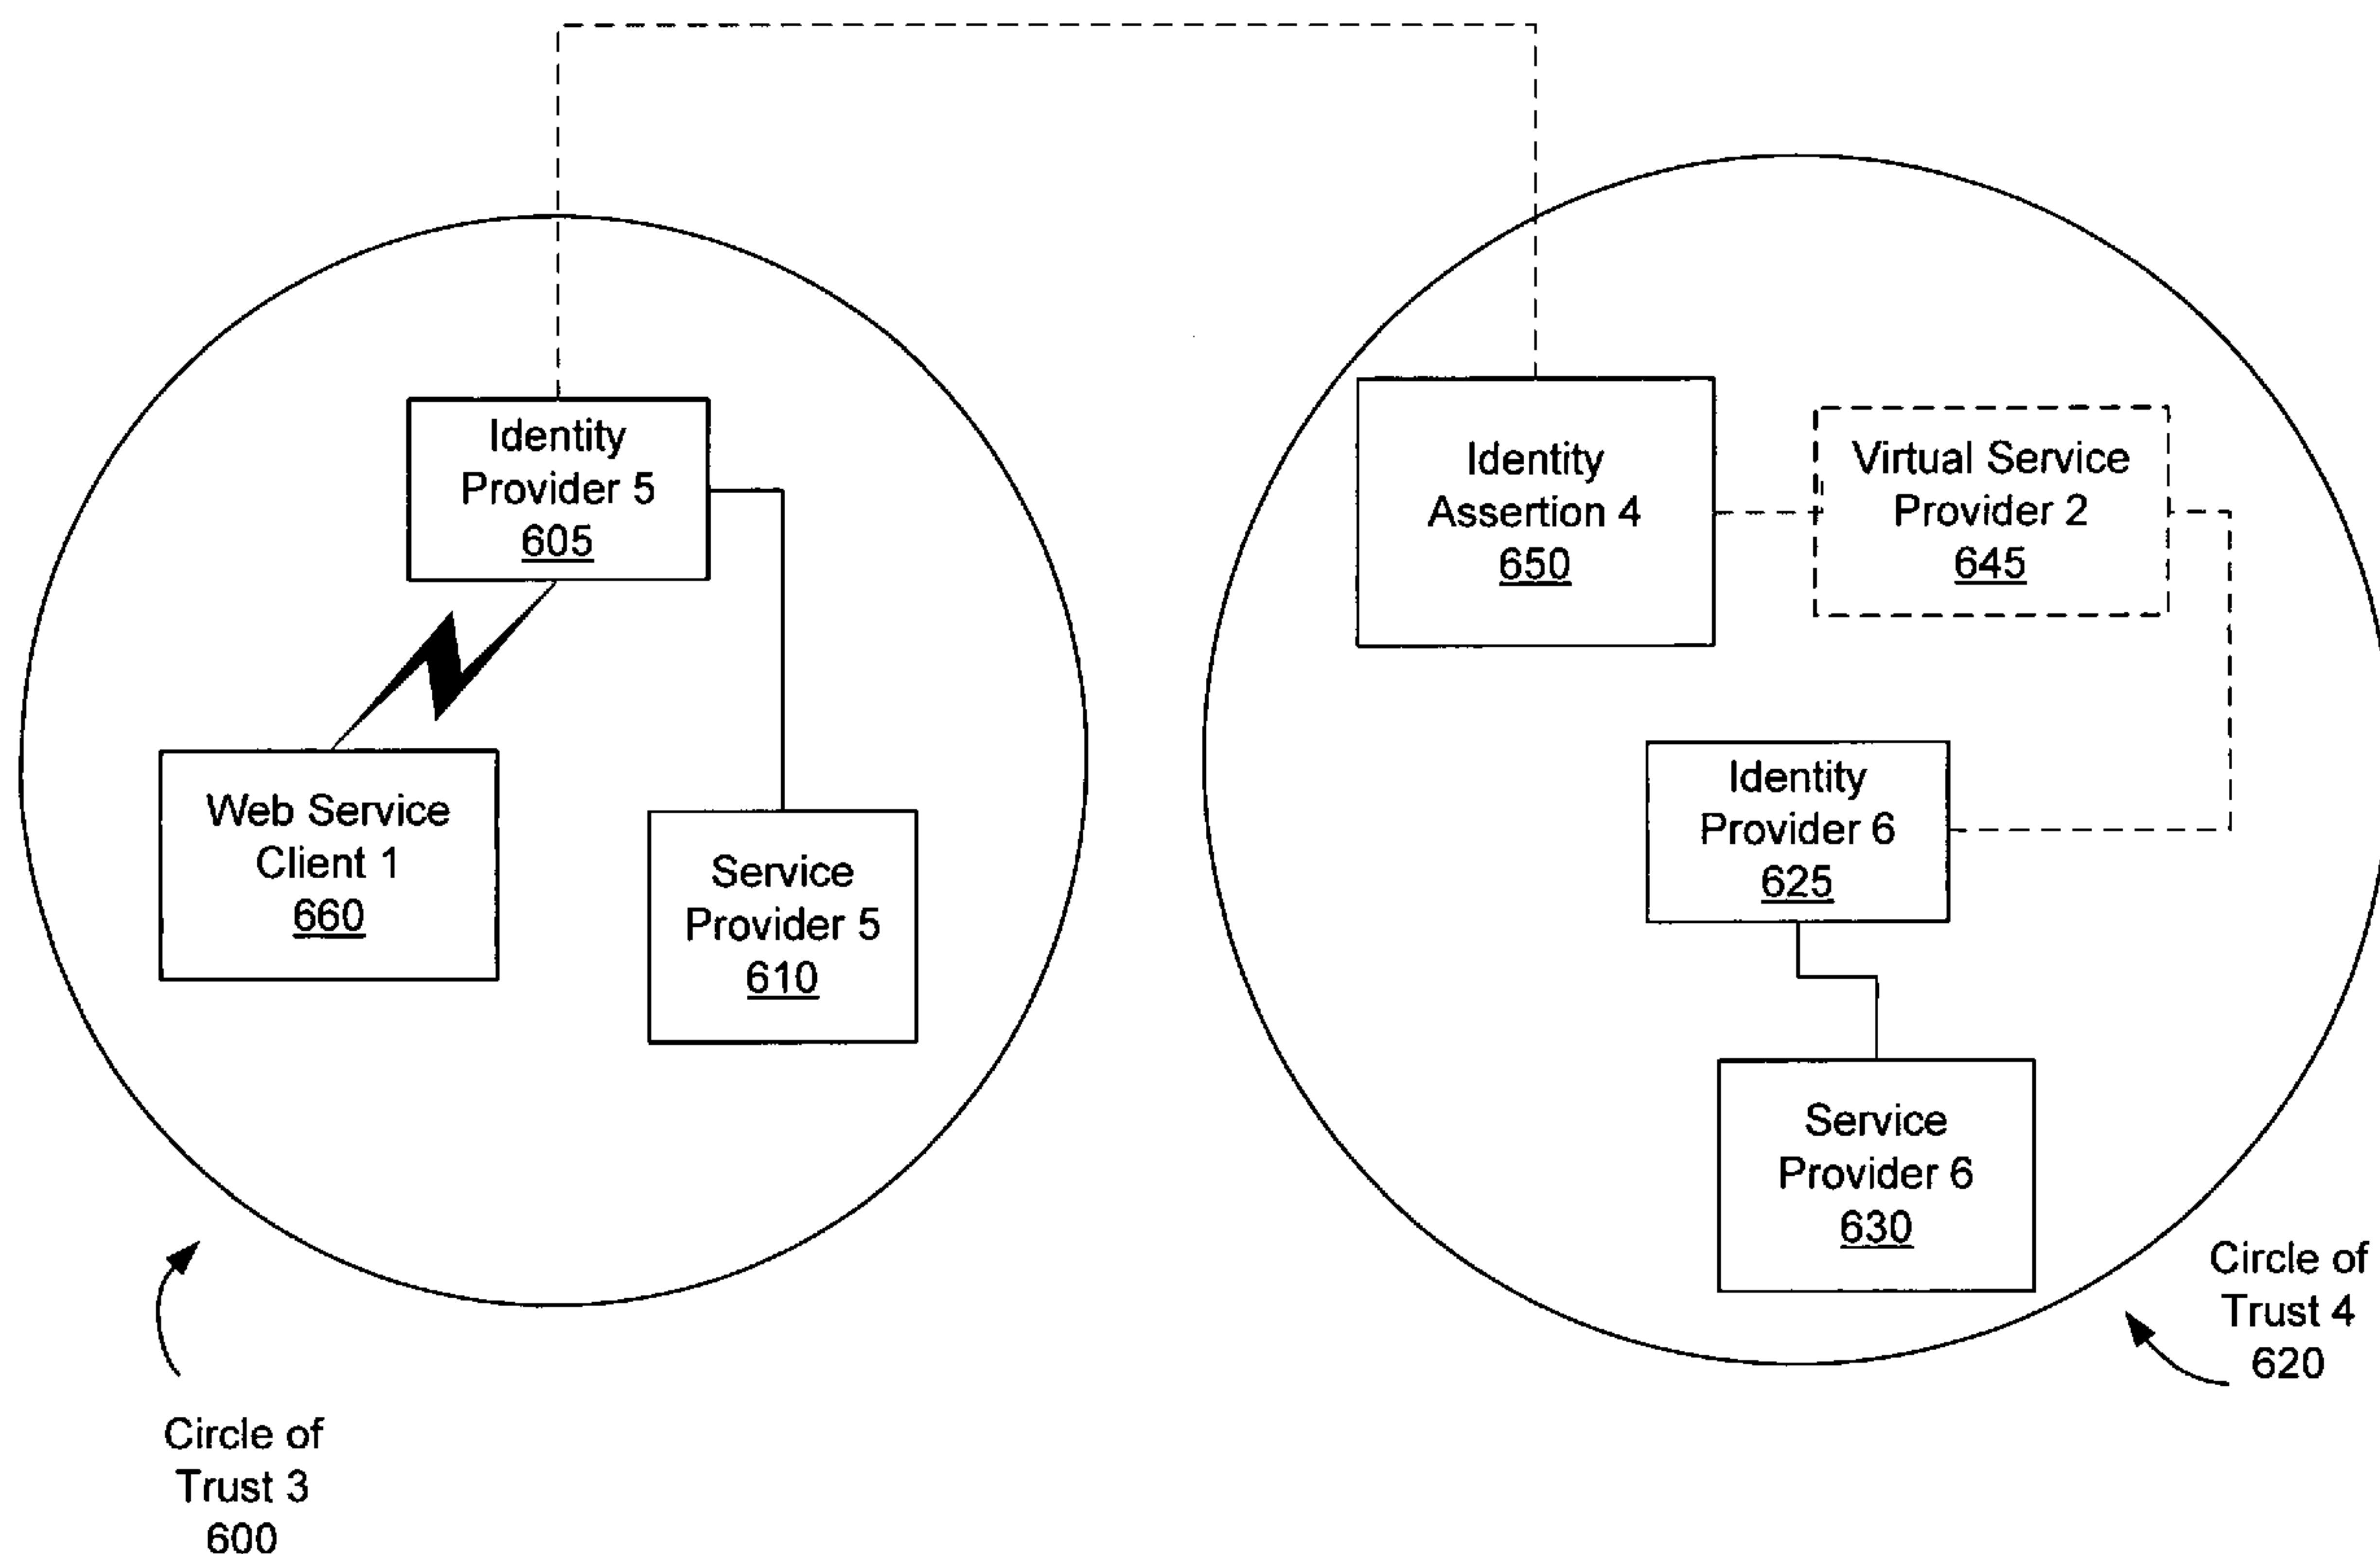 Identity
Provider 5
605
Web Service
Client 1
660
Service
Provider 5
610
Circle of
Trust 3
600
Identity
Assertion 4
650
Virtual Service
Provider 2
645
Identity
Provider 6
625
Service
Provider 6
630
Circle of
Trust 4
620